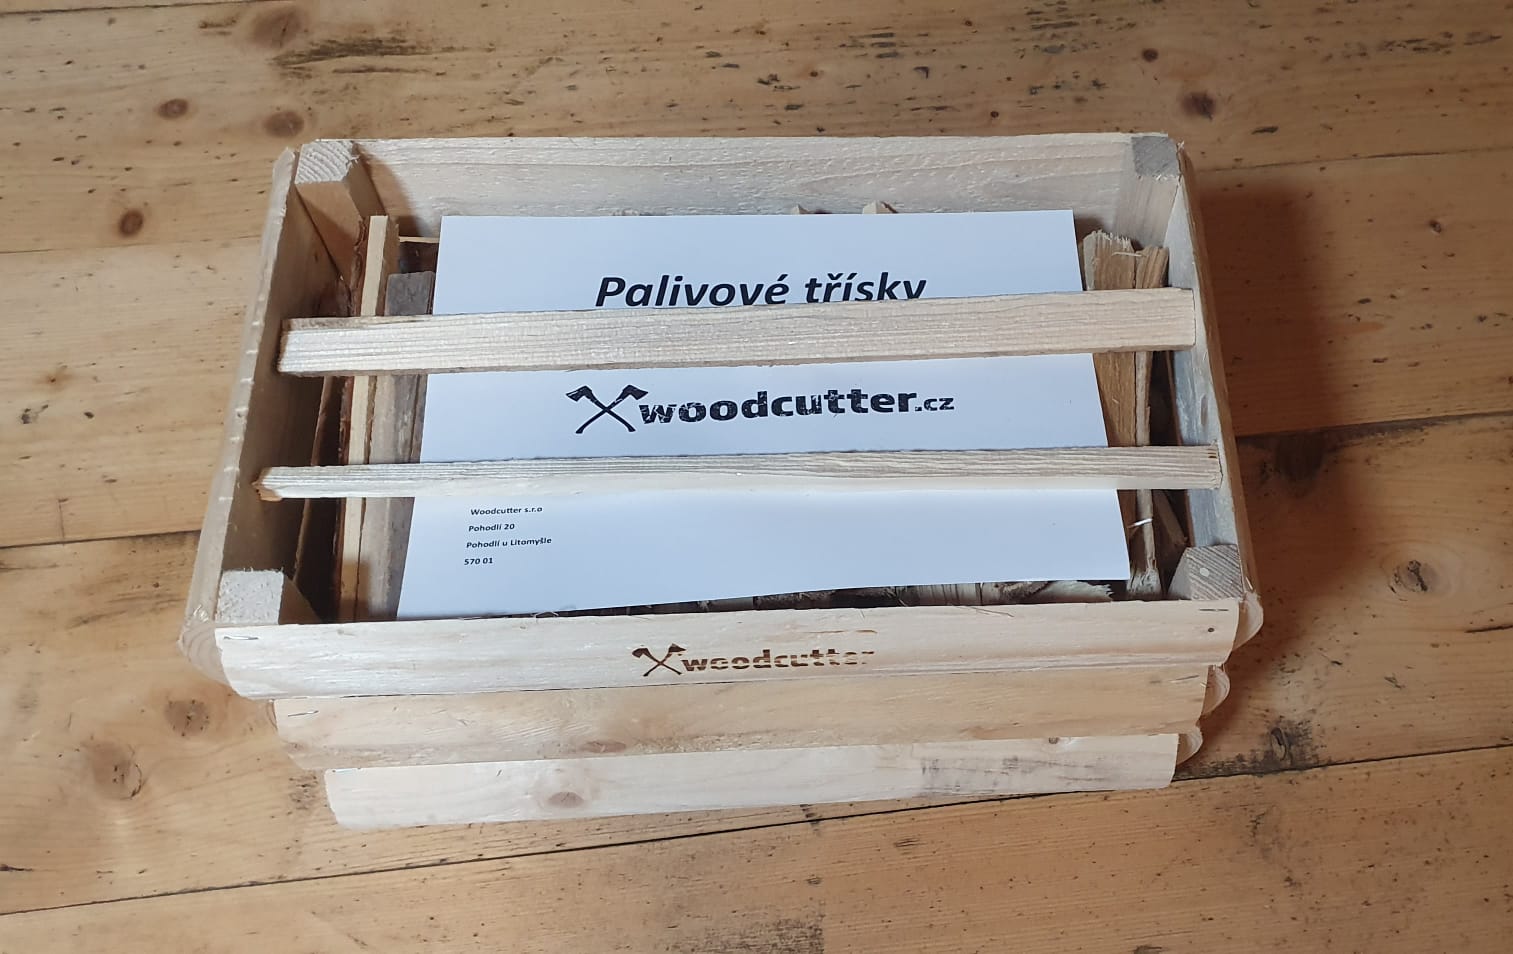 Palivové třísky
woodcutter.cz
Woodcutter s.r.o
Pohodlí 20
Pohodlí u Litomyšle
570 01
woodcutter